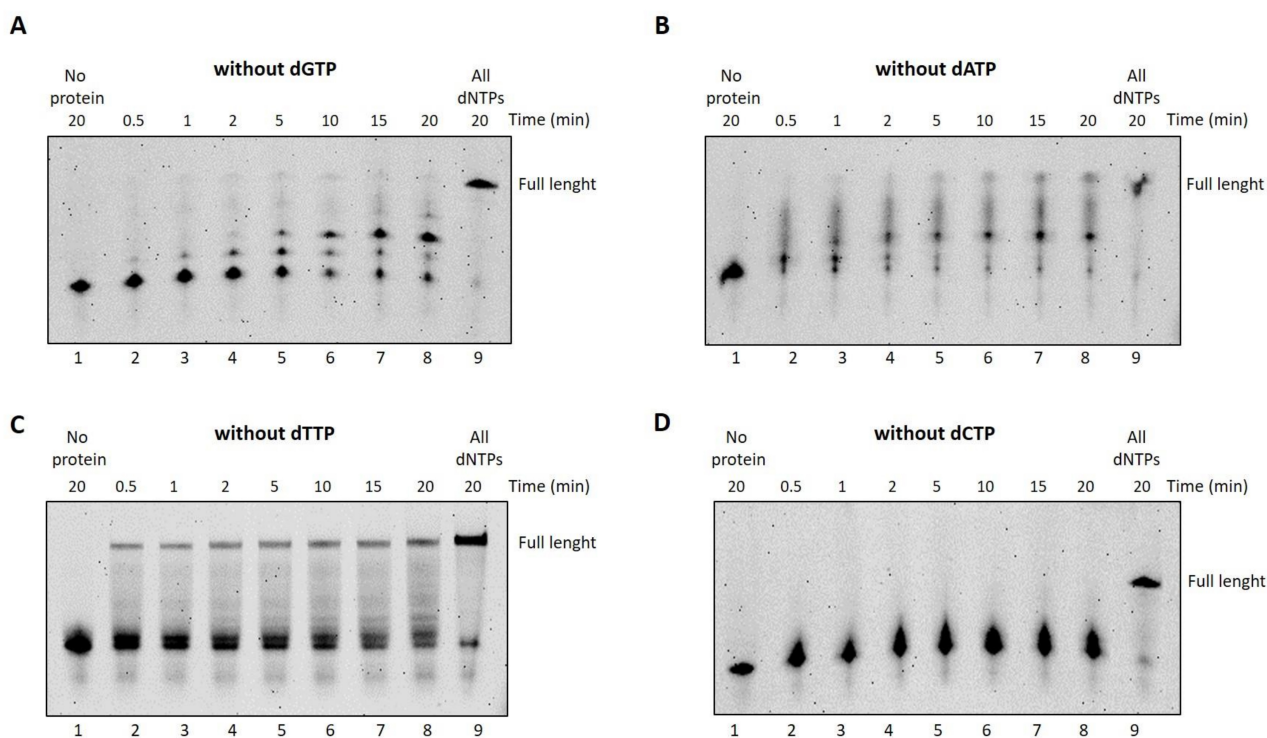 A
without dGTP
No
protein
All
dNTPs
20 0.5 1 2 5 10 15 20 20 Time (min)
Full lenght
1 2 3 4 5 6 7 8 9
B
without dATP
No
protein
All
dNTPs
20 0.5 1 2 5 10 15 20 20 Time (min)
Full lenght
1 2 3 4 5 6 7 8 9
C
without dTTP
No
protein
All
dNTPs
20 0.5 1 2 5 10 15 20 20 Time (min)
Full lenght
1 2 3 4 5 6 7 8 9
D
without dCTP
No
protein
All
dNTPs
20 0.5 1 2 5 10 15 20 20 Time (min)
Full lenght
1 2 3 4 5 6 7 8 9